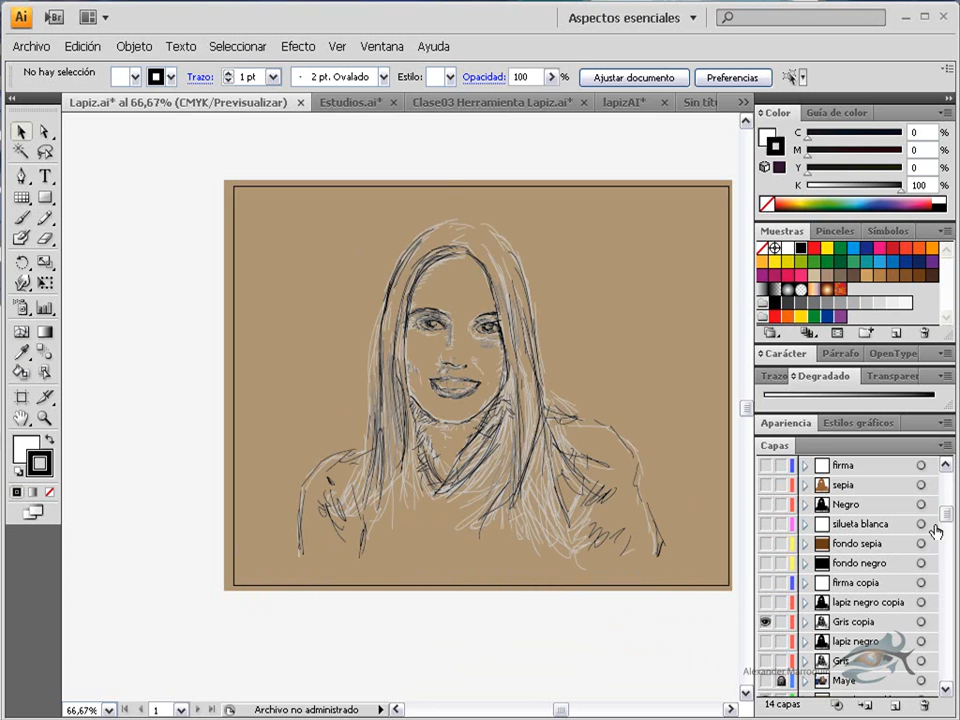 Ai Br Aspectos esenciales
Archivo Edición Objeto Texto Seleccionar Efecto Ver Ventana Ayuda
No hay selección Trazo: 1 pt 2 pt. Ovalado Estilo: Opacidad: 100 % Ajustar documento Preferencias
Lapiz.ai* al 66,67% (CMYK/Previsualizar) Estudios.ai* Clase03 Herramienta Lapiz.ai* lapizAI* Sin tít
Color Guía de color
C 0 %
M 0 %
Y 0 %
K 100 %
Muestras Pinceles Símbolos
Carácter Párrafo OpenType
Trazo Degradado Transparer
Apariencia Estilos gráficos
Capas
firma
sepia
Negro
silueta blanca
fondo sepia
fondo negro
firma copia
lapiz negro copia
Gris copia
lapiz negro
Gris
Maye
14 capas
66,67% 1 Archivo no administrado